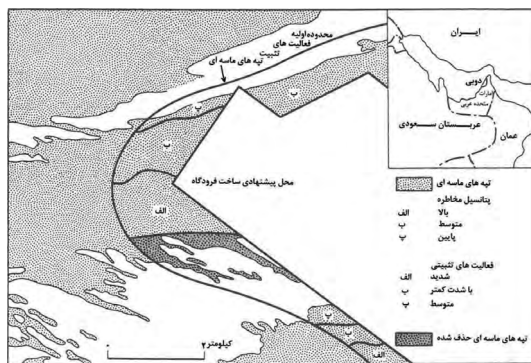 محدوده اولیه
فعالیت های
تثبیت
تپه های ماسه ای
پ
ب
ب
محل پیشنهادی ساخت فرودگاه
الف
پ
ب
الف
ایران
دوبی
امارات
متحده عربی
عربستان سعودی
عمان
تپه های ماسه ای
پتانسیل مخاطره
بالا الف
متوسط ب
پایین پ
فعالیت های تثبیتی
شدید الف
با شدت کمتر ب
متوسط پ
تپه های ماسه ای حذف شده
۰ کیلومتر ۲